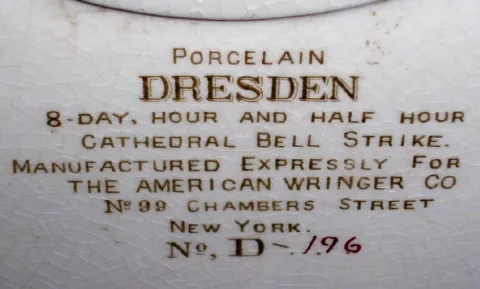 PORCELAIN
DRESDEN
8-DAY, HOUR AND HALF HOUR
CATHEDRAL BELL STRIKE.
MANUFACTURED EXPRESSLY FOR
THE AMERICAN WRINGER CO
No 99 CHAMBERS STREET
NEW YORK.
No, D- 196